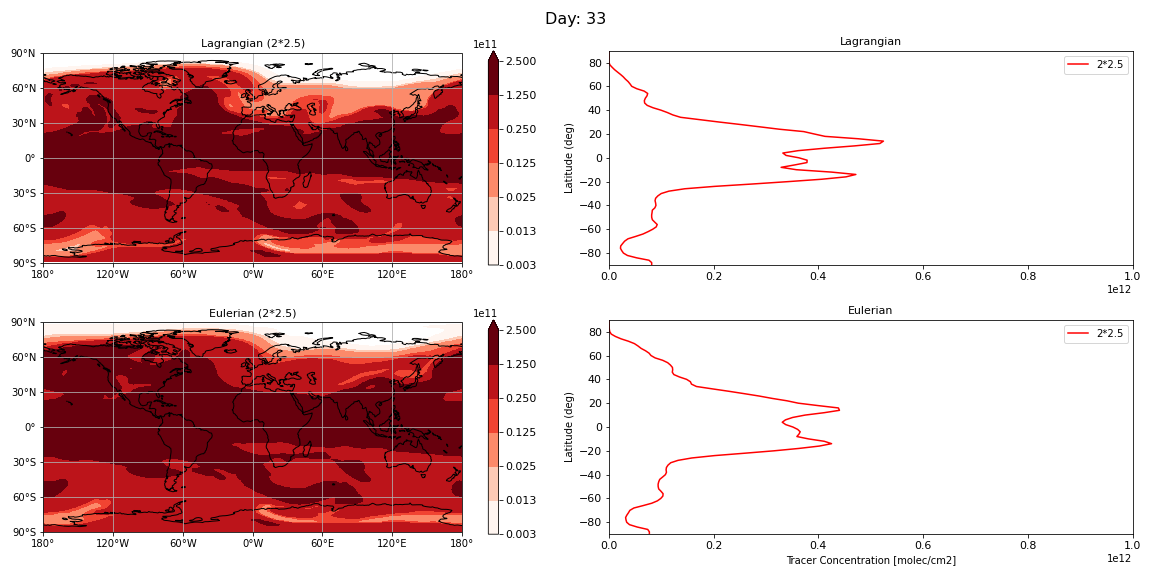 Day: 33
Lagrangian (2*2.5)
1e11
90°N
60°N
30°N
0°
30°S
60°S
90°S
180°
120°W
60°W
0°W
60°E
120°E
180°
2.500
1.250
0.250
0.125
0.025
0.013
0.003
Lagrangian
2*2.5
Latitude (deg)
80
60
40
20
0
−20
−40
−60
−80
0.0
0.2
0.4
0.6
0.8
1.0
1e12
Eulerian (2*2.5)
1e11
90°N
60°N
30°N
0°
30°S
60°S
90°S
180°
120°W
60°W
0°W
60°E
120°E
180°
2.500
1.250
0.250
0.125
0.025
0.013
0.003
Eulerian
2*2.5
Latitude (deg)
80
60
40
20
0
−20
−40
−60
−80
0.0
0.2
0.4
0.6
0.8
1.0
Tracer Concentration [molec/cm2]
1e12